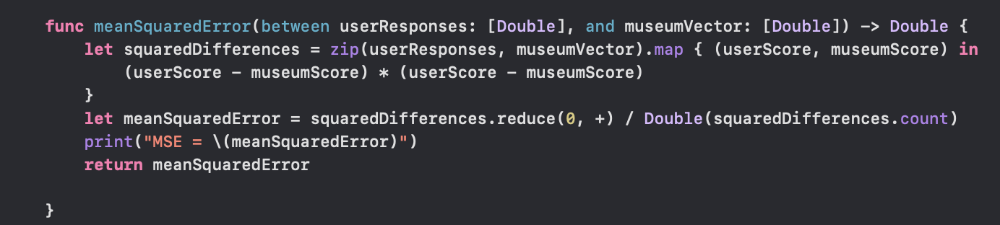 func meanSquaredError(between userResponses: [Double], and museumVector: [Double]) -> Double {
    let squaredDifferences = zip(userResponses, museumVector).map { (userScore, museumScore) in
        (userScore - museumScore) * (userScore - museumScore)
    }
    let meanSquaredError = squaredDifferences.reduce(0, +) / Double(squaredDifferences.count)
    print("MSE = \(meanSquaredError)")
    return meanSquaredError
}